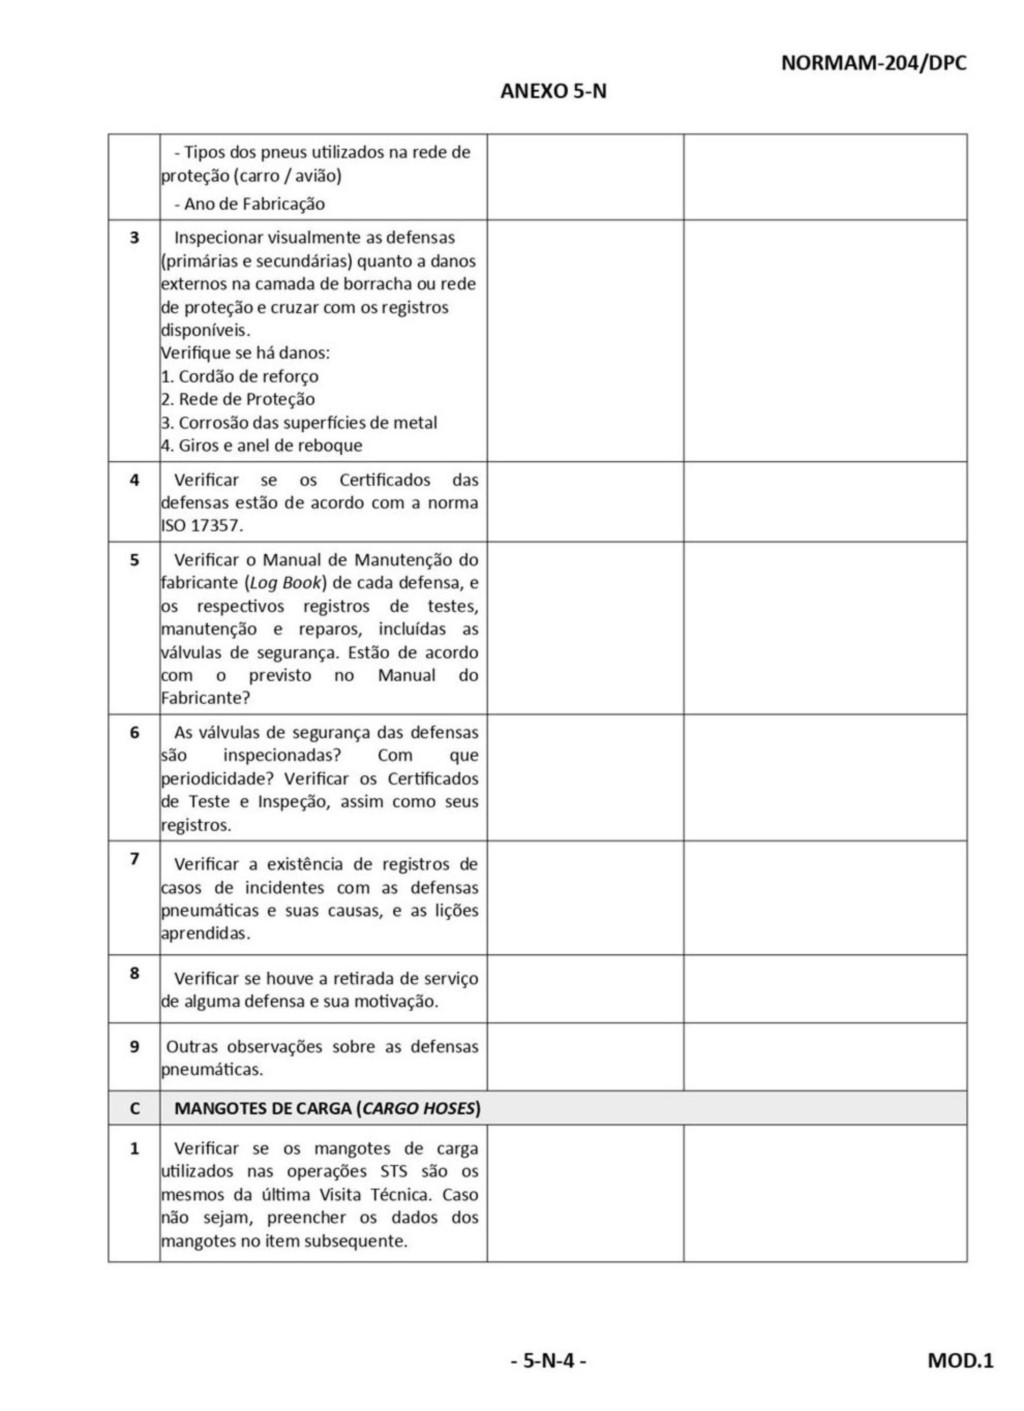 NORMAM-204/DPC
ANEXO 5-N
- Tipos dos pneus utilizados na rede de
proteção (carro / avião)
- Ano de Fabricação
3 Inspecionar visualmente as defensas
(primárias e secundárias) quanto a danos
externos na camada de borracha ou rede
de proteção e cruzar com os registros
disponíveis.
Verifique se há danos:
1. Cordão de reforço
2. Rede de Proteção
3. Corrosão das superfícies de metal
4. Giros e anel de reboque
4 Verificar se os Certificados das
defensas estão de acordo com a norma
ISO 17357.
5 Verificar o Manual de Manutenção do
fabricante (Log Book) de cada defensa, e
os respectivos registros de testes,
manutenção e reparos, incluídas as
válvulas de segurança. Estão de acordo
com o previsto no Manual do
Fabricante?
6 As válvulas de segurança das defensas
são inspecionadas? Com que
periodicidade? Verificar os Certificados
de Teste e Inspeção, assim como seus
registros.
7 Verificar a existência de registros de
casos de incidentes com as defensas
pneumáticas e suas causas, e as lições
aprendidas.
8 Verificar se houve a retirada de serviço
de alguma defensa e sua motivação.
9 Outras observações sobre as defensas
pneumáticas.
C MANGOTES DE CARGA (CARGO HOSES)
1 Verificar se os mangotes de carga
utilizados nas operações STS são os
mesmos da última Visita Técnica. Caso
não sejam, preencher os dados dos
mangotes no item subsequente.
- 5-N-4 -
MOD.1